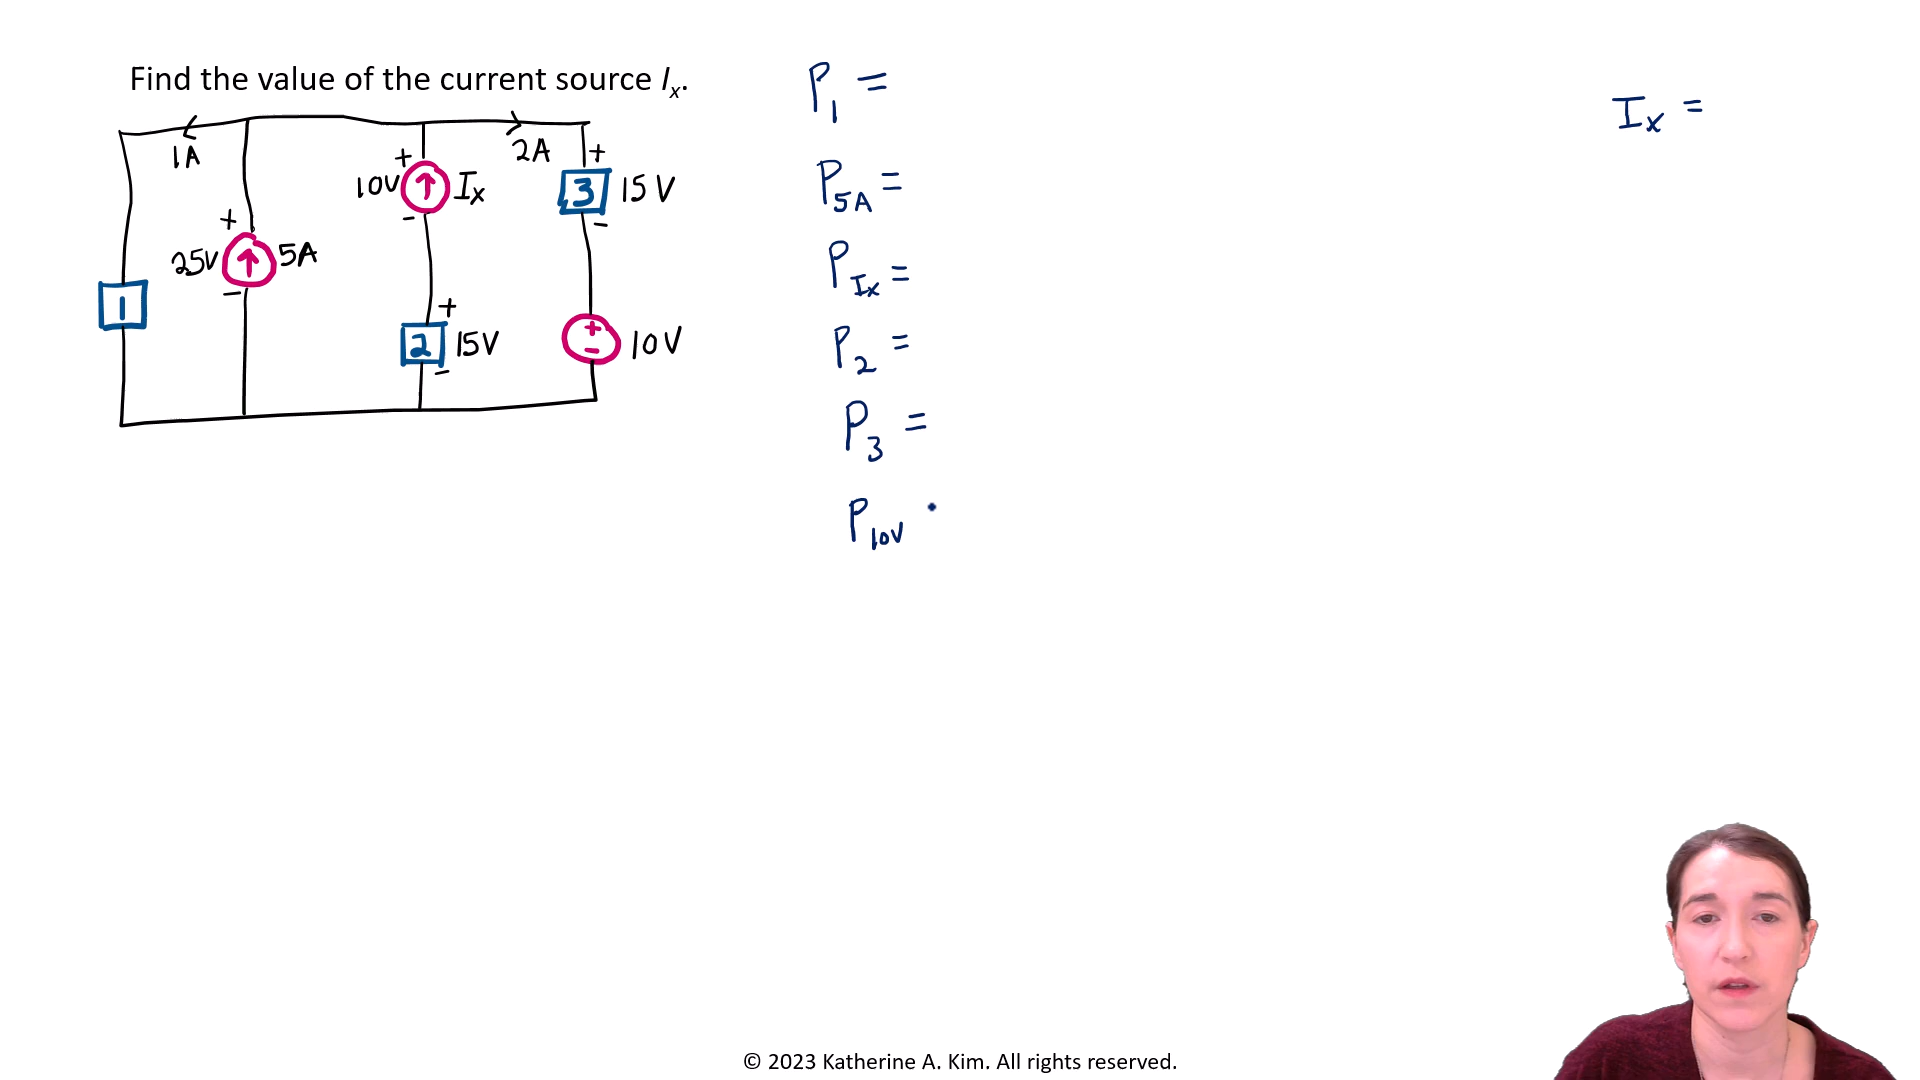 Find the value of the current source Iₓ.
1A
2A
+
+
10V
Iₓ
-
3
15 V
-
+
25V
5A
-
1
+
2
15V
-
+
-
10V
P₁ =
P5A =
PIx =
P₂ =
P₃ =
P10V
Iₓ =
© 2023 Katherine A. Kim. All rights reserved.